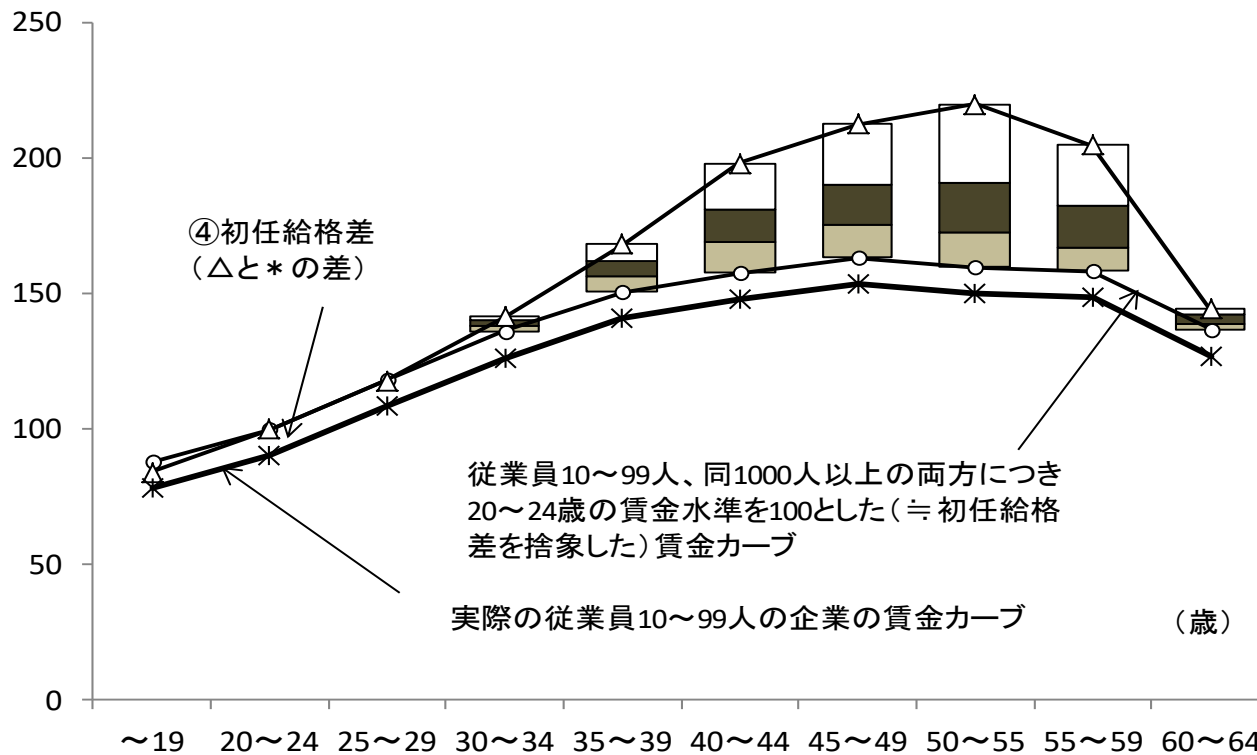 250
200
150
100
50
0
④初任給格差
（△と＊の差）
従業員10～99人、同1000人以上の両方につき
20～24歳の賃金水準を100とした（≒初任給格
差を捨象した）賃金カーブ
実際の従業員10～99人の企業の賃金カーブ
（歳）
～19 20～24 25～29 30～34 35～39 40～44 45～49 50～55 55～59 60～64